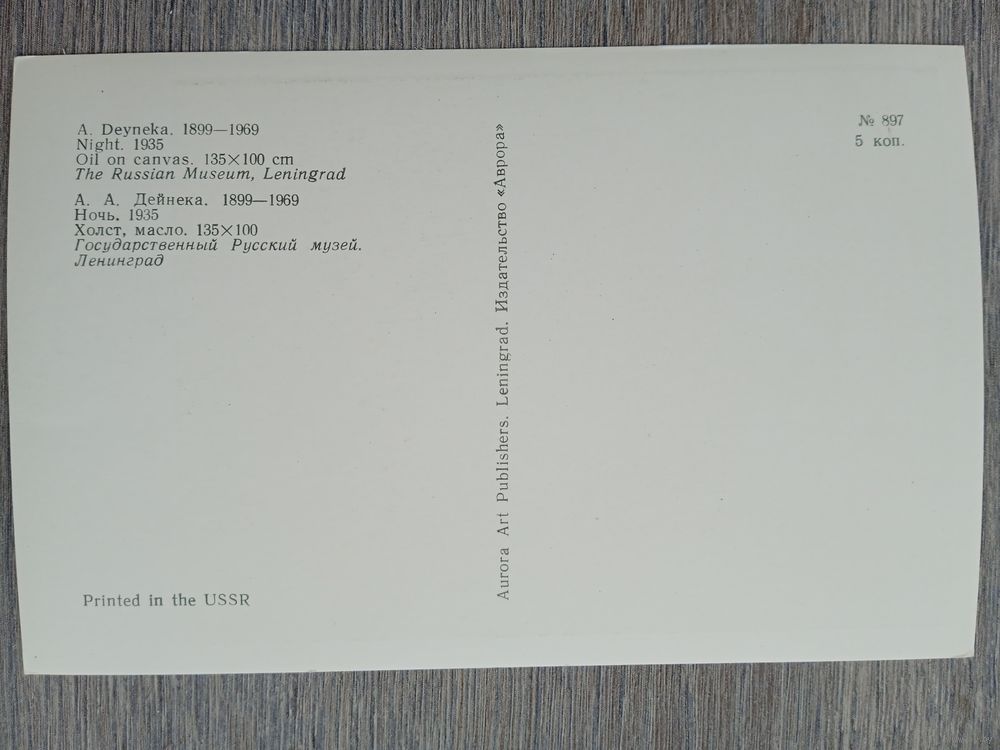 A. Deyneka. 1899—1969
Night. 1935
Oil on canvas. 135×100 cm
The Russian Museum, Leningrad
А. А. Дейнека. 1899—1969
Ночь. 1935
Холст, масло. 135×100
Государственный Русский музей.
Ленинград
Printed in the USSR
Aurora Art Publishers. Leningrad. Издательство «Аврора»
№ 897
5 коп.